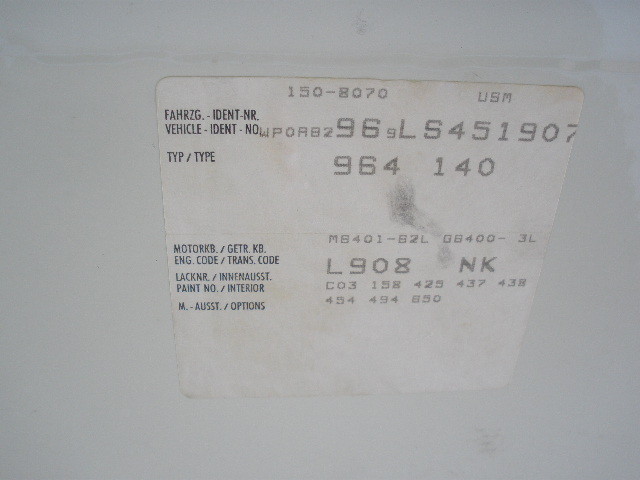 150-8070 USM
FAHRZG. - IDENT-NR.
VEHICLE - IDENT - NO. WP0AB2969LS451907
TYP / TYPE 964 140
MOTORKB. / GETR. KB. M6401-62L G6400- 3L
ENG. CODE / TRANS. CODE
LACKNR. / INNENAUSST. L908 NK
PAINT NO. / INTERIOR C03 158 425 437 438
M. - AUSST. / OPTIONS 454 494 650